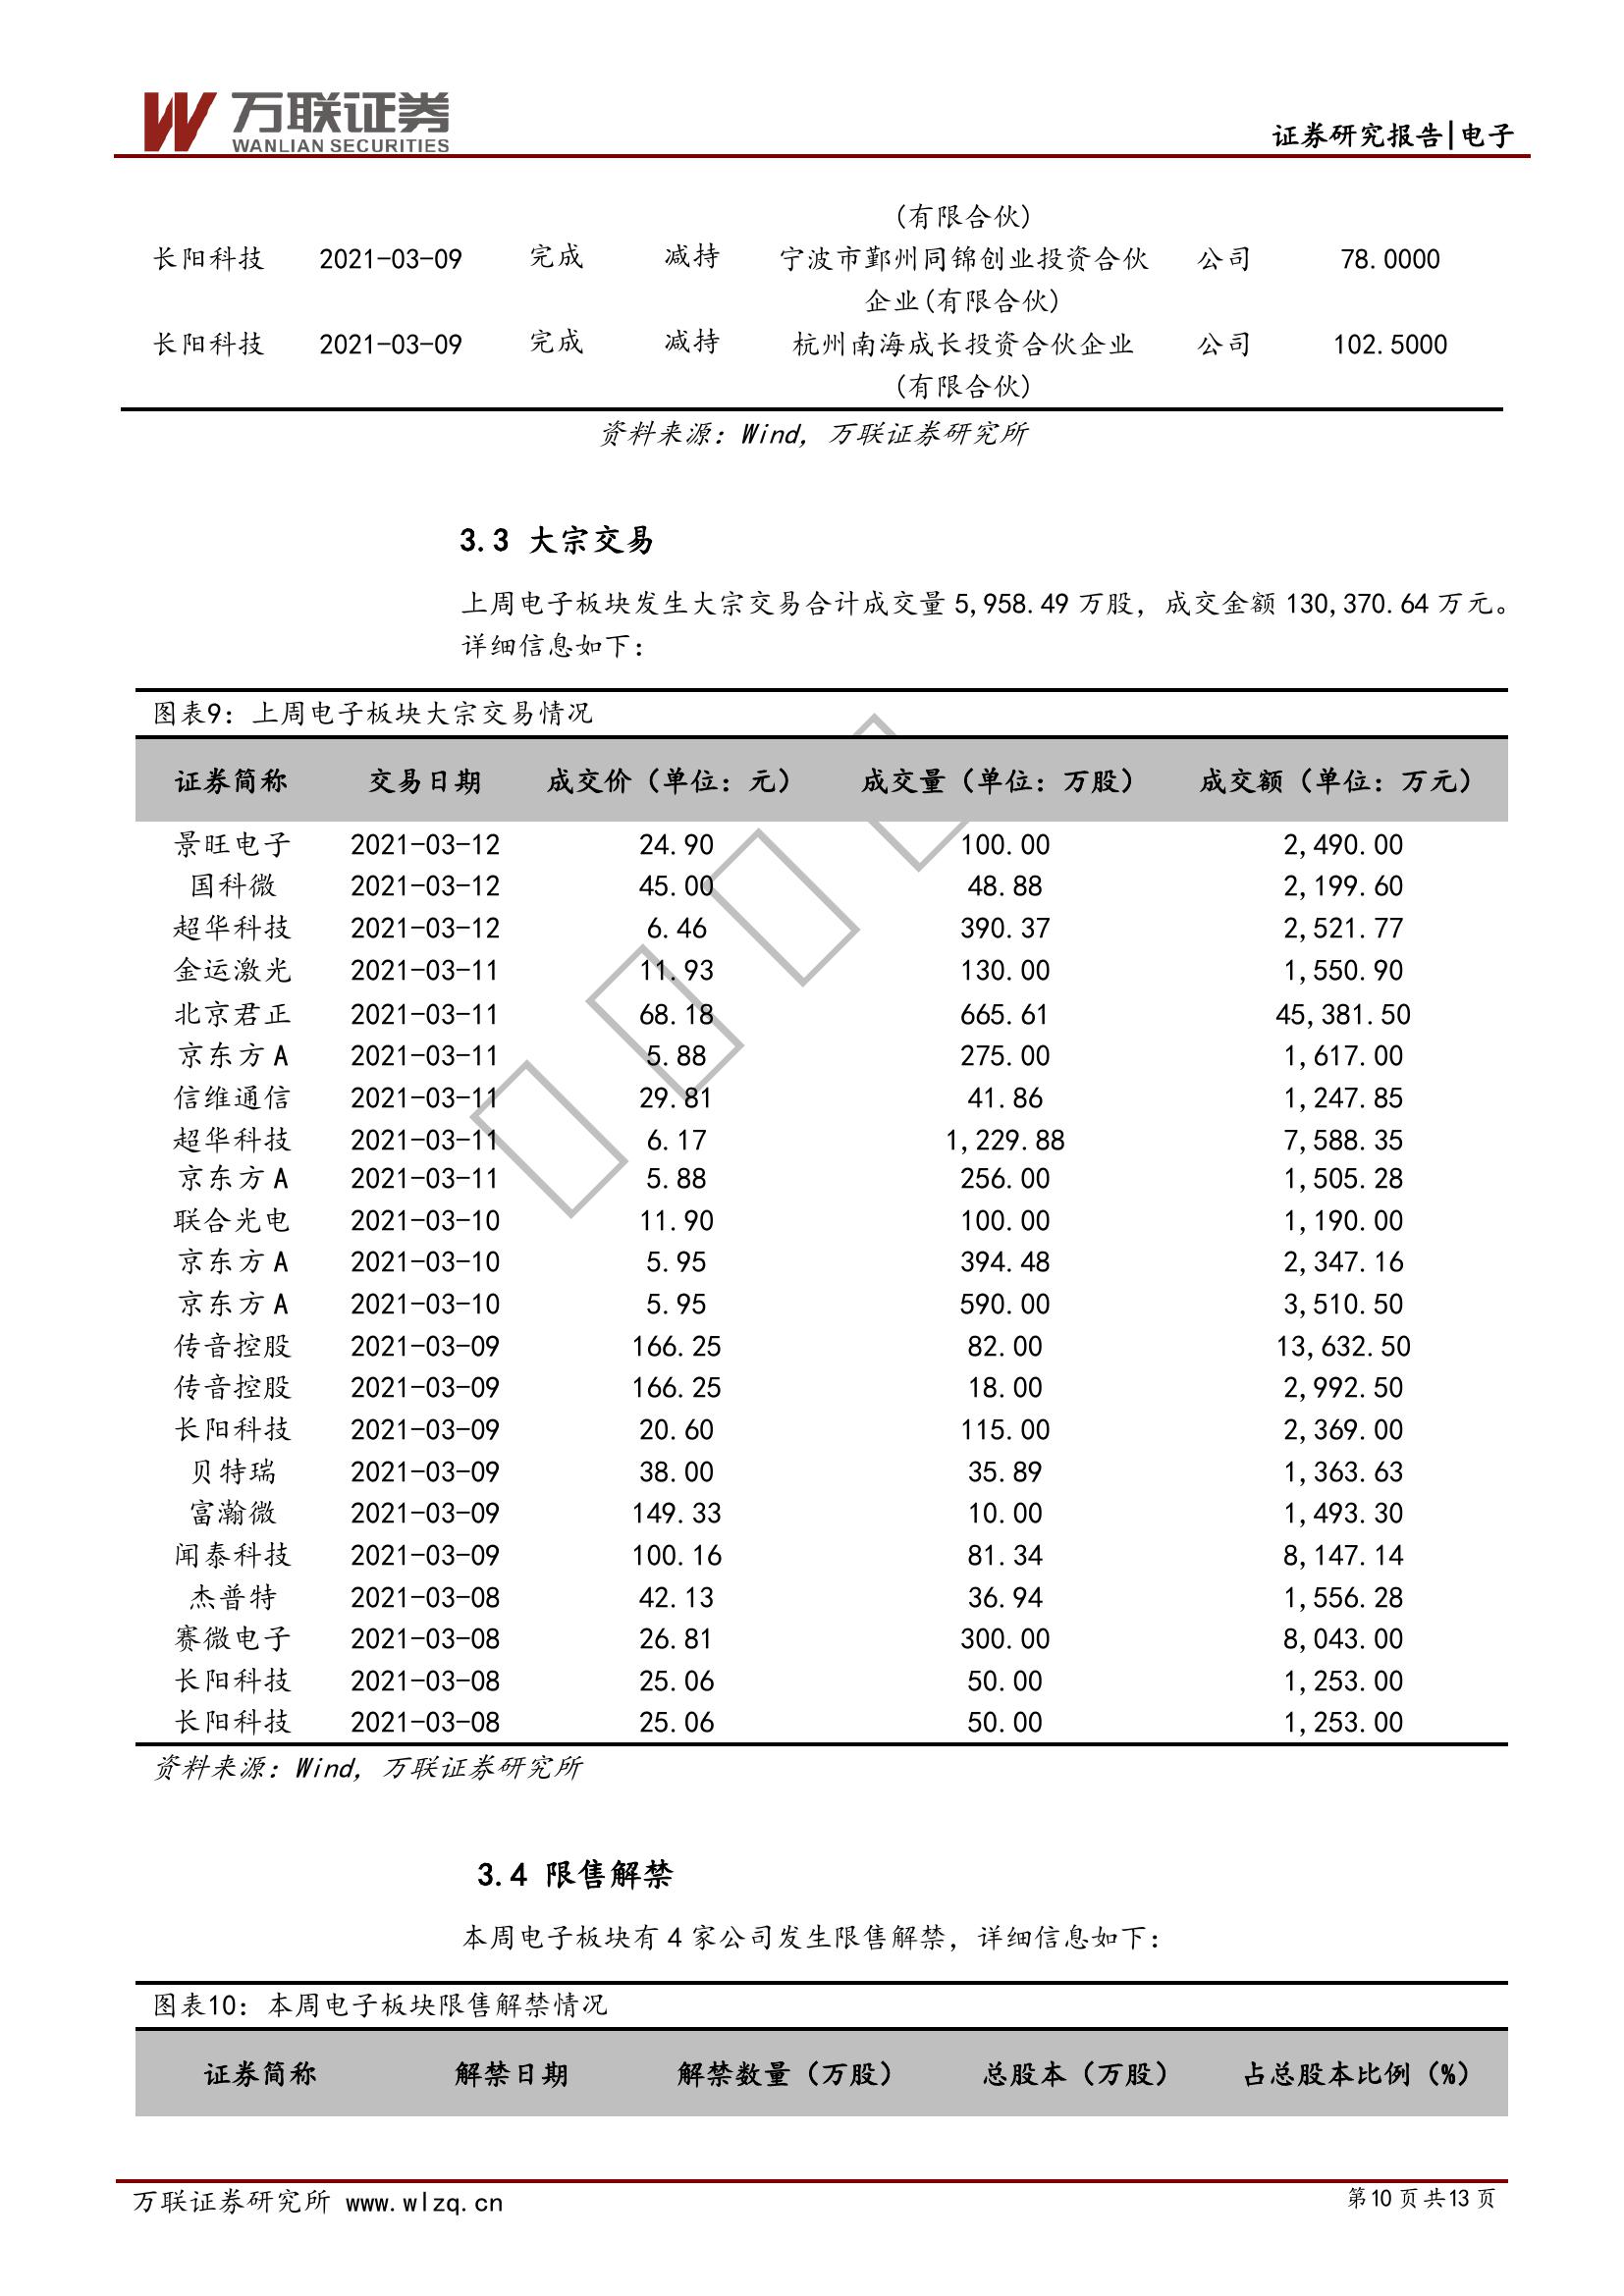 万联证券
WANLIAN SECURITIES
证券研究报告|电子
(有限合伙)
长阳科技 2021-03-09 完成 减持 宁波市鄞州同锦创业投资合伙 公司 78.0000
企业(有限合伙)
长阳科技 2021-03-09 完成 减持 杭州南海成长投资合伙企业 公司 102.5000
(有限合伙)
资料来源：Wind，万联证券研究所
3.3 大宗交易
上周电子板块发生大宗交易合计成交量 5,958.49 万股，成交金额 130,370.64 万元。
详细信息如下：
图表9：上周电子板块大宗交易情况
证券简称 交易日期 成交价（单位：元） 成交量（单位：万股） 成交额（单位：万元）
景旺电子 2021-03-12 24.90 100.00 2,490.00
国科微 2021-03-12 45.00 48.88 2,199.60
超华科技 2021-03-12 6.46 390.37 2,521.77
金运激光 2021-03-11 11.93 130.00 1,550.90
北京君正 2021-03-11 68.18 665.61 45,381.50
京东方 A 2021-03-11 5.88 275.00 1,617.00
信维通信 2021-03-11 29.81 41.86 1,247.85
超华科技 2021-03-11 6.17 1,229.88 7,588.35
京东方 A 2021-03-11 5.88 256.00 1,505.28
联合光电 2021-03-10 11.90 100.00 1,190.00
京东方 A 2021-03-10 5.95 394.48 2,347.16
京东方 A 2021-03-10 5.95 590.00 3,510.50
传音控股 2021-03-09 166.25 82.00 13,632.50
传音控股 2021-03-09 166.25 18.00 2,992.50
长阳科技 2021-03-09 20.60 115.00 2,369.00
贝特瑞 2021-03-09 38.00 35.89 1,363.63
富瀚微 2021-03-09 149.33 10.00 1,493.30
闻泰科技 2021-03-09 100.16 81.34 8,147.14
杰普特 2021-03-08 42.13 36.94 1,556.28
赛微电子 2021-03-08 26.81 300.00 8,043.00
长阳科技 2021-03-08 25.06 50.00 1,253.00
长阳科技 2021-03-08 25.06 50.00 1,253.00
资料来源：Wind，万联证券研究所
3.4 限售解禁
本周电子板块有 4 家公司发生限售解禁，详细信息如下：
图表10：本周电子板块限售解禁情况
证券简称 解禁日期 解禁数量（万股） 总股本（万股） 占总股本比例（%）
万联证券研究所 www.wlzq.cn 第10 页 共13 页